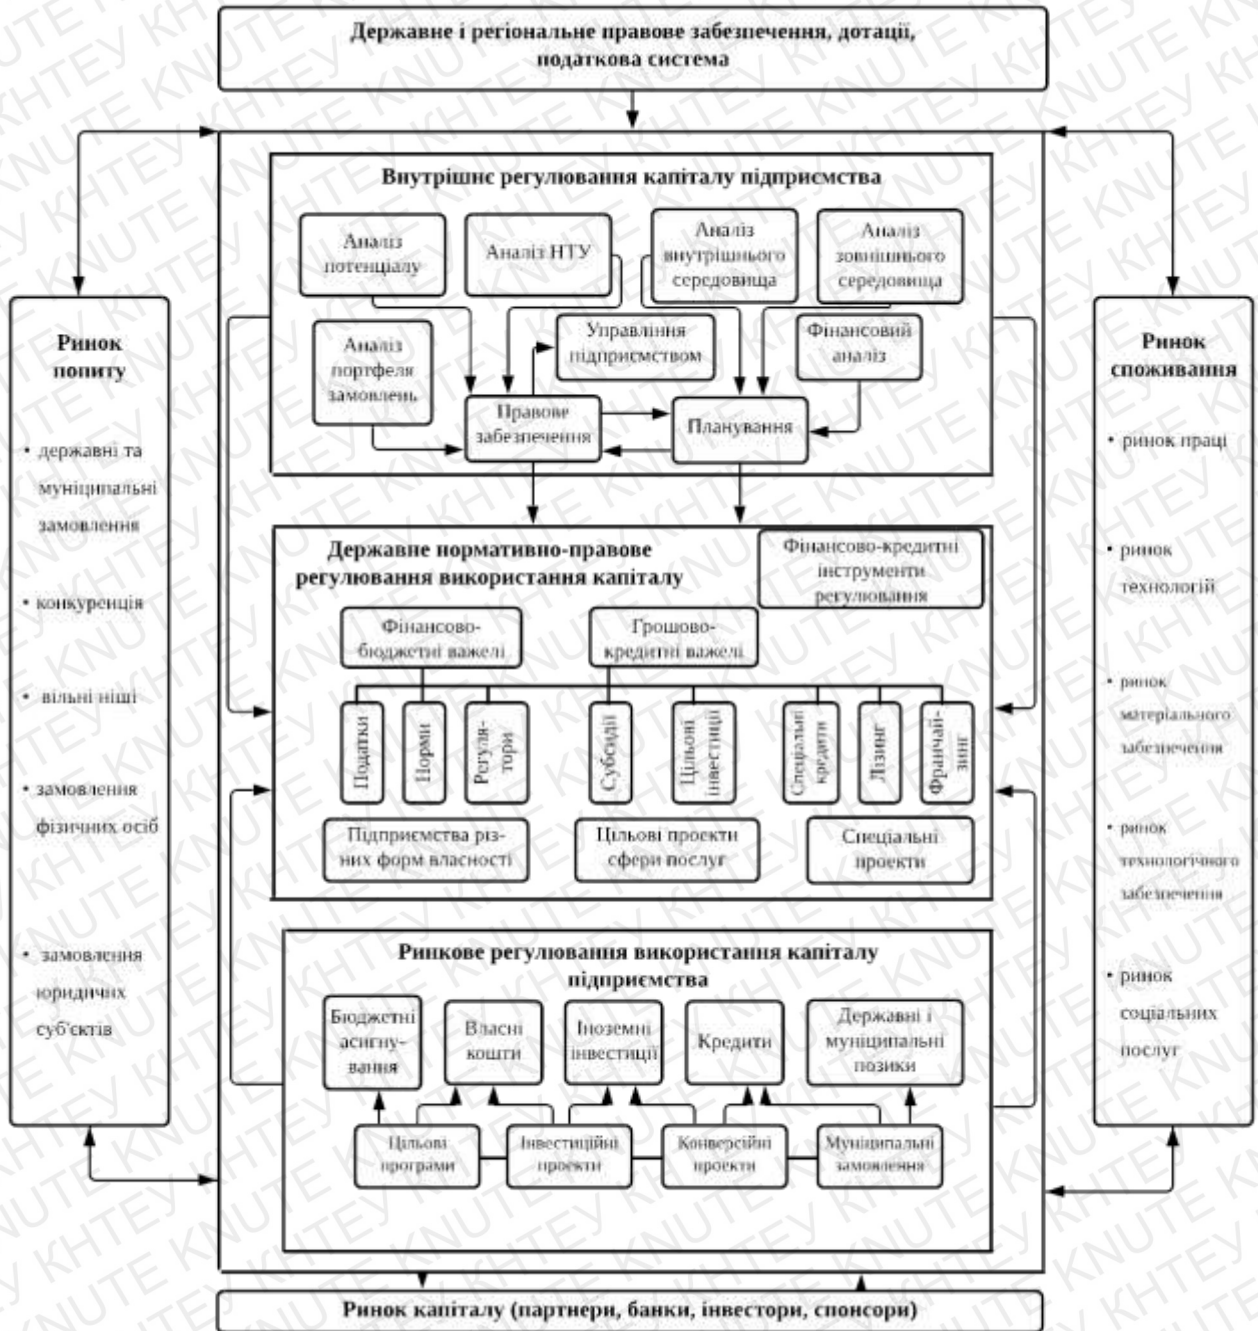 Державне і регіональне правове забезпечення, дотації,
податкова система
Внутрішнє регулювання капіталу підприємства
Аналіз
потенціалу
Аналіз НТУ
Аналіз
внутрішнього
середовища
Аналіз
зовнішнього
середовища
Аналіз
портфеля
замовлень
Управління
підприємством
Фінансовий
аналіз
Правове
забезпечення
Планування
Ринок
попиту
• державні та
муніципальні
замовлення
• конкуренція
• вільні ніші
• замовлення
фізичних осіб
• замовлення
юридичних
суб'єктів
Ринок
споживання
• ринок праці
• ринок
технологій
• ринок
матеріального
забезпечення
• ринок
технологічного
забезпечення
• ринок
соціальних
послуг
Державне нормативно-правове
регулювання використання капіталу
Фінансово-кредитні
інструменти
регулювання
Фінансово-
бюджетні важелі
Грошово-
кредитні важелі
Податки
Норми
Регуля-
тори
Субсидії
Цільові
інвестиції
Спеціальні
кредити
Лізинг
Франчай-
зинг
Підприємства різ-
них форм власності
Цільові проекти
сфери послуг
Спеціальні
проекти
Ринкове регулювання використання капіталу
підприємства
Бюджетні
асигну-
вання
Власні
кошти
Іноземні
інвестиції
Кредити
Державні і
муніципальні
позики
Цільові
програми
Інвестиційні
проекти
Конверсійні
проекти
Муніципальні
замовлення
Ринок капіталу (партнери, банки, інвестори, спонсори)
KNUTE КНТЕУ